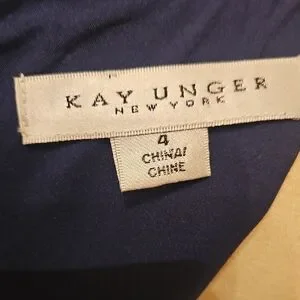 KAY UNGER
NEW YORK
4
CHINA/
CHINE